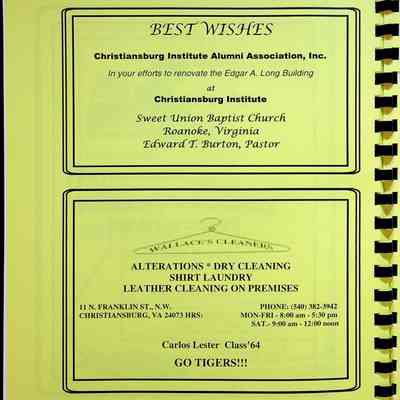 BEST WISHES
Christiansburg Institute Alumni Association, Inc.
In your efforts to renovate the Edgar A. Long Building
at
Christiansburg Institute
Sweet Union Baptist Church
Roanoke, Virginia
Edward T. Burton, Pastor
WALLACE'S CLEANERS
ALTERATIONS * DRY CLEANING
SHIRT LAUNDRY
LEATHER CLEANING ON PREMISES
11 N. FRANKLIN ST., N.W. PHONE: (540) 382-3942
CHRISTIANSBURG, VA 24073 HRS: MON-FRI - 8:00 am - 5:30 pm
SAT.- 9:00 am - 12:00 noon
Carlos Lester Class'64
GO TIGERS!!!